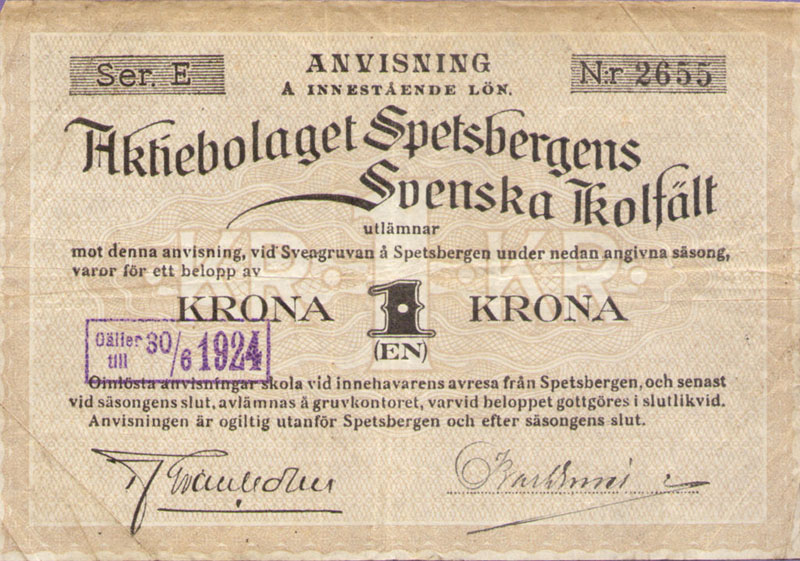 Ser. E
ANVISNING
N:r 2655
Å INNESTÅENDE LÖN.
Aktiebolaget Spetsbergens
Svenska Kolfält
utlämnar
mot denna anvisning, vid Sveagruvan å Spetsbergen under nedan angivna säsong,
varor för ett belopp av
KR. 1 KR.
KRONA 1 KRONA
(EN)
Gäller till 30/6 1924
Oinlösta anvisningar skola vid innehavarens avresa från Spetsbergen, och senast
vid säsongens slut, avlämnas å gruvkontoret, varvid beloppet gottgöres i slutlikvid.
Anvisningen är ogiltig utanför Spetsbergen och efter säsongens slut.